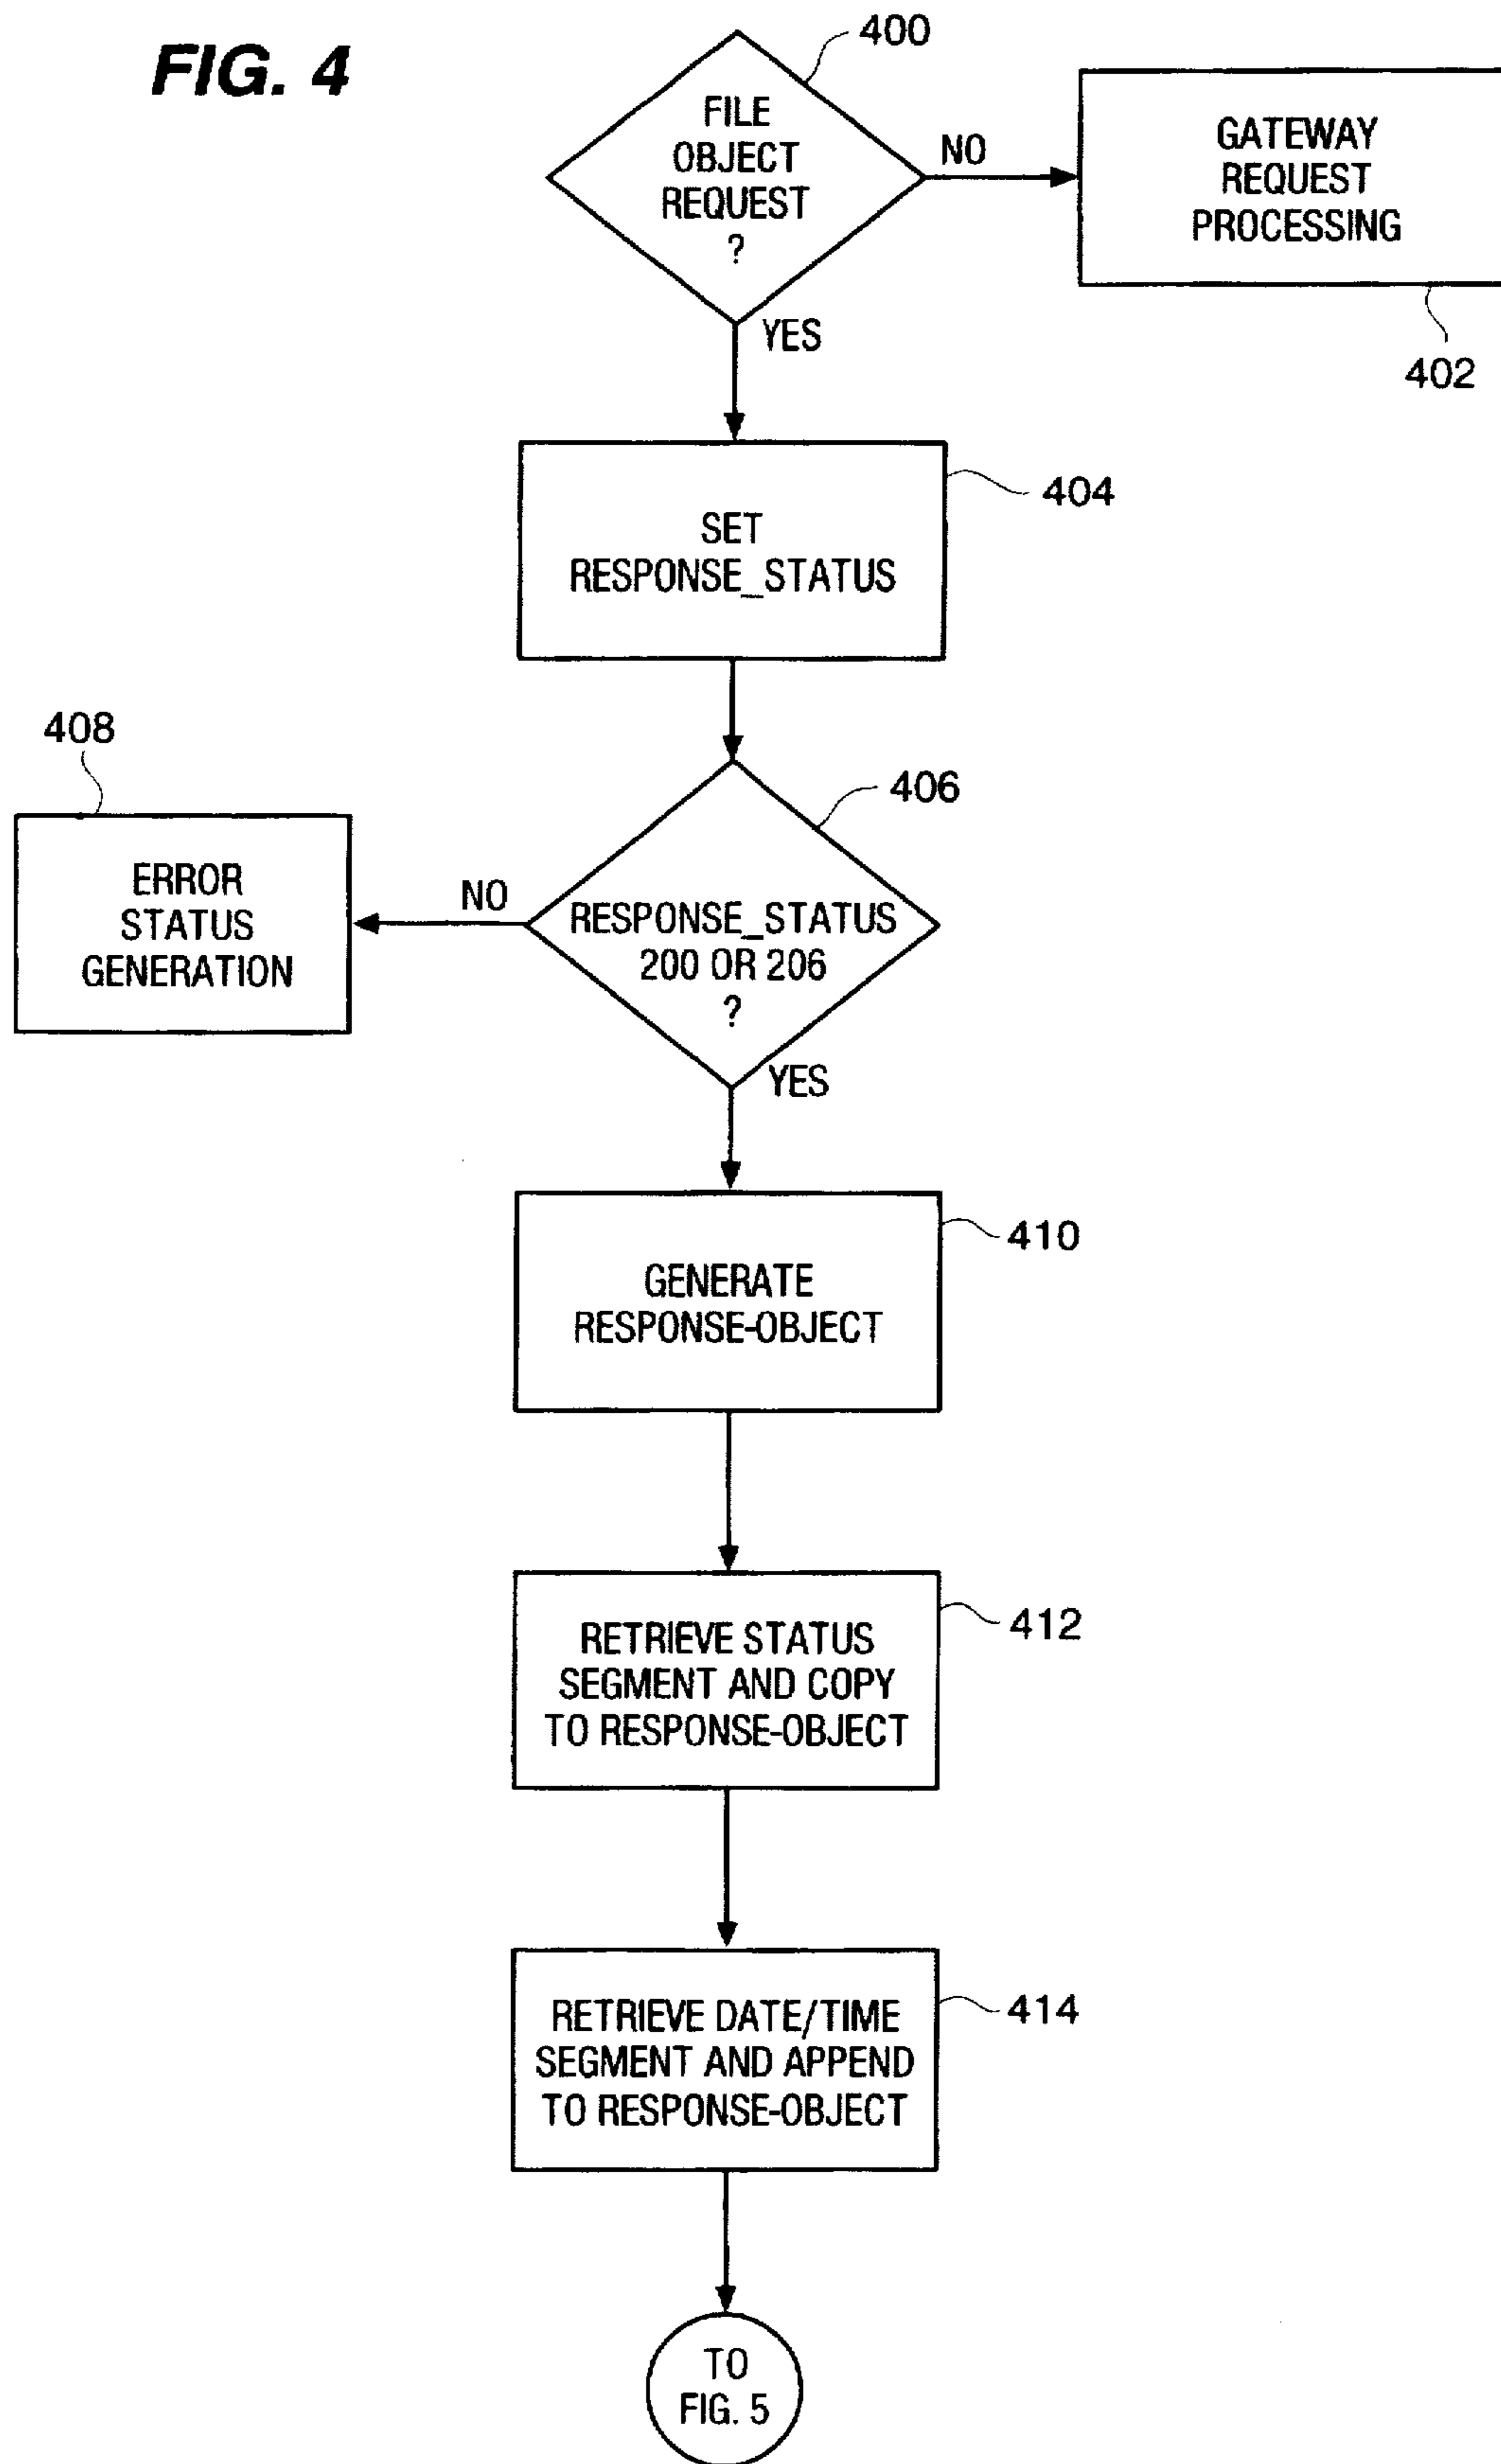 FIG. 4
400
FILE
OBJECT
REQUEST
?
NO
GATEWAY
REQUEST
PROCESSING
402
YES
SET
RESPONSE_STATUS
404
408
406
ERROR
STATUS
GENERATION
NO
RESPONSE_STATUS
200 OR 206
?
YES
GENERATE
RESPONSE-OBJECT
410
RETRIEVE STATUS
SEGMENT AND COPY
TO RESPONSE-OBJECT
412
RETRIEVE DATE/TIME
SEGMENT AND APPEND
TO RESPONSE-OBJECT
414
TO
FIG. 5